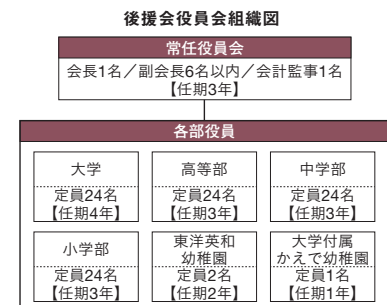 後援会役員会組織図
常任役員会
会長1名／副会長6名以内／会計監事1名
【任期3年】
各部役員
大学
定員24名
【任期4年】
高等部
定員24名
【任期3年】
中学部
定員24名
【任期3年】
小学部
定員24名
【任期3年】
東洋英和
幼稚園
定員2名
【任期2年】
大学付属
かえで幼稚園
定員1名
【任期1年】